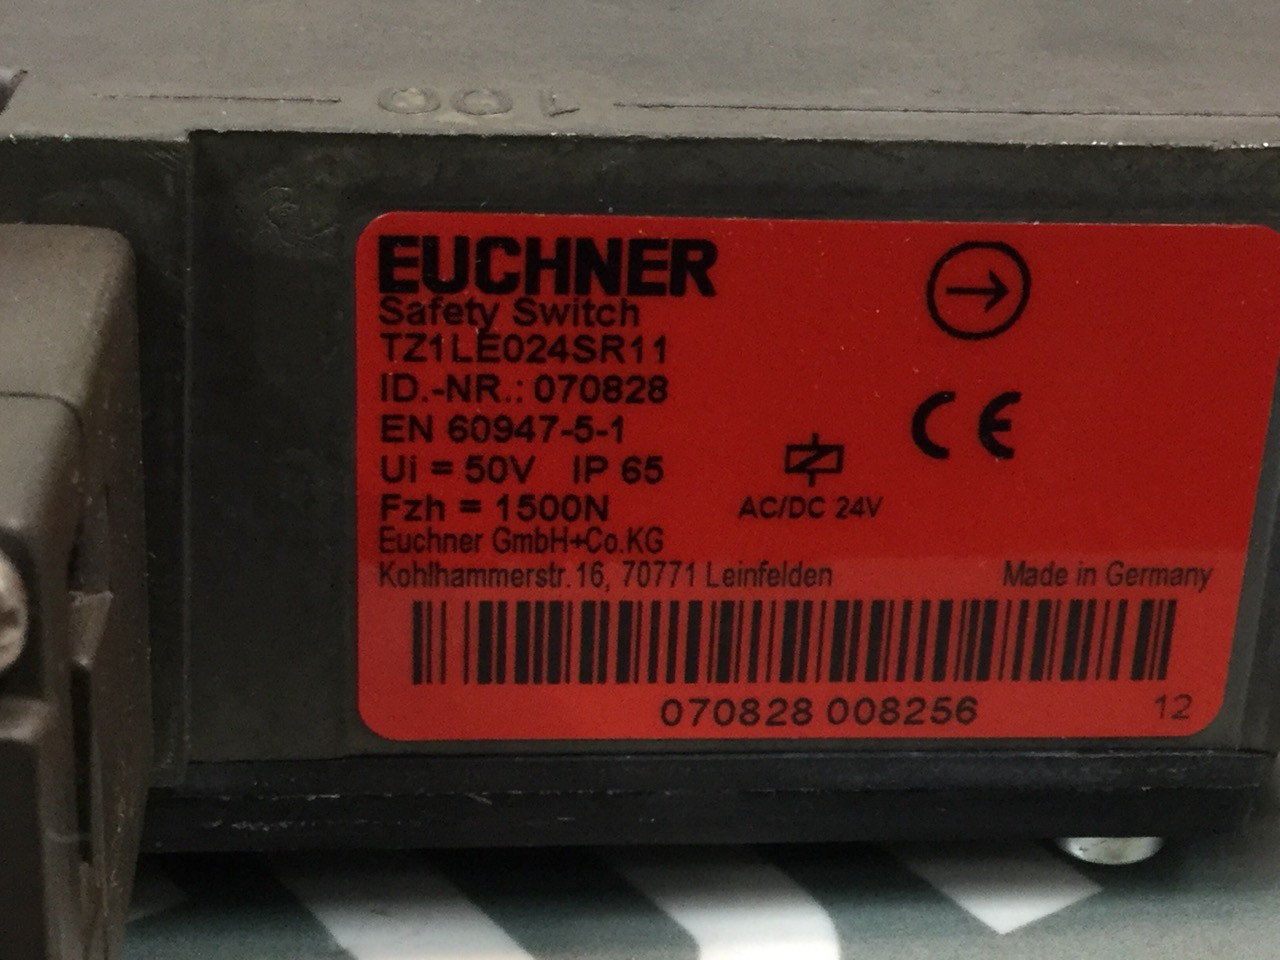 EUCHNER
Safety Switch
TZ1LE024SR11
ID.-NR.: 070828
EN 60947-5-1
Ui = 50V IP 65
Fzh = 1500N
AC/DC 24V
CE
Euchner GmbH+Co.KG
Kohlhammerstr.16, 70771 Leinfelden
Made in Germany
070828 008256
12